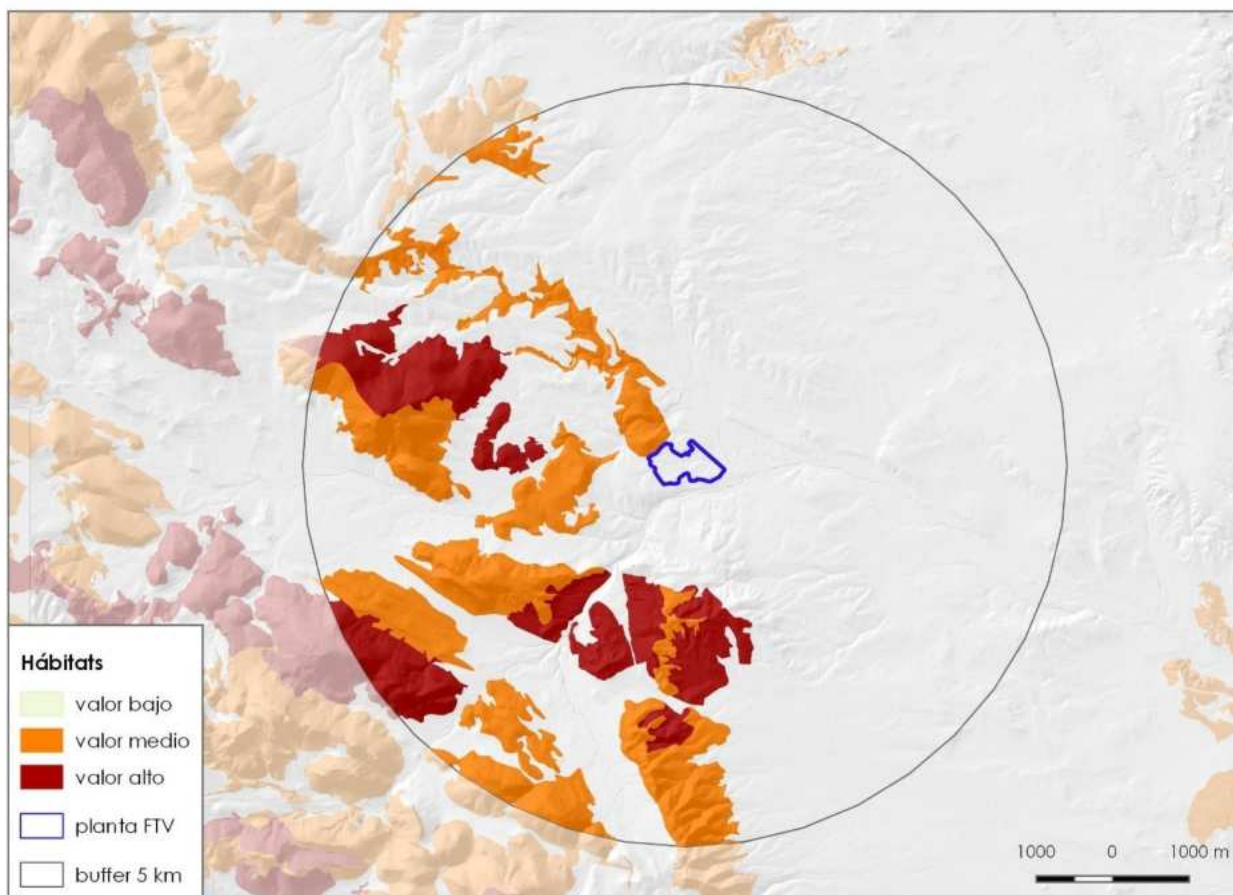 Hábitats
valor bajo
valor medio
valor alto
planta FTV
buffer 5 km
1000 0 1000 m